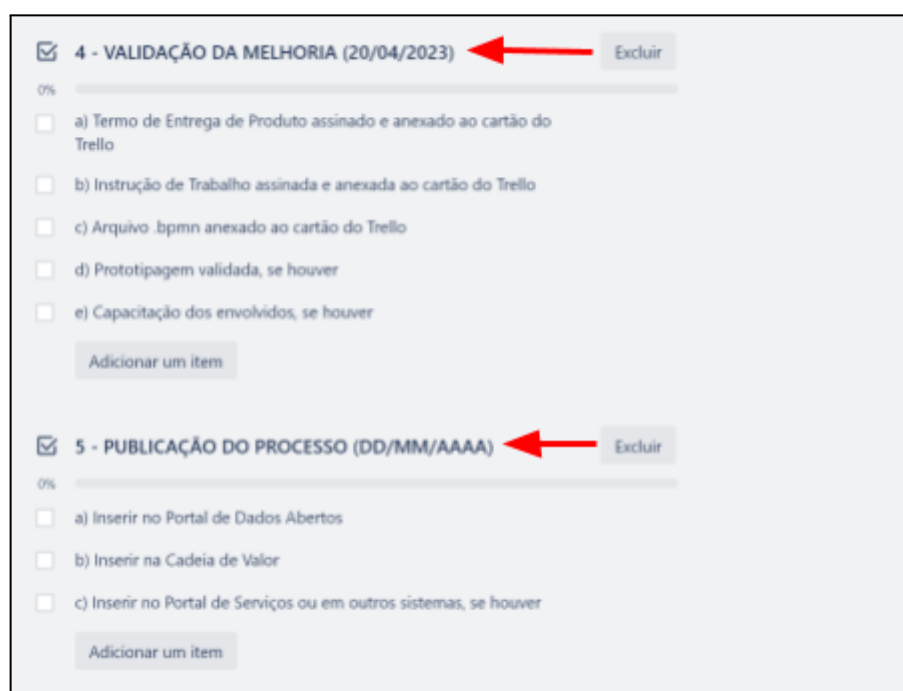 4 - VALIDAÇÃO DA MELHORIA (20/04/2023)
Excluir
0%
a) Termo de Entrega de Produto assinado e anexado ao cartão do
Trello
b) Instrução de Trabalho assinada e anexada ao cartão do Trello
c) Arquivo .bpmn anexado ao cartão do Trello
d) Prototipagem validada, se houver
e) Capacitação dos envolvidos, se houver
Adicionar um item
5 - PUBLICAÇÃO DO PROCESSO (DD/MM/AAAA)
Excluir
0%
a) Inserir no Portal de Dados Abertos
b) Inserir na Cadeia de Valor
c) Inserir no Portal de Serviços ou em outros sistemas, se houver
Adicionar um item